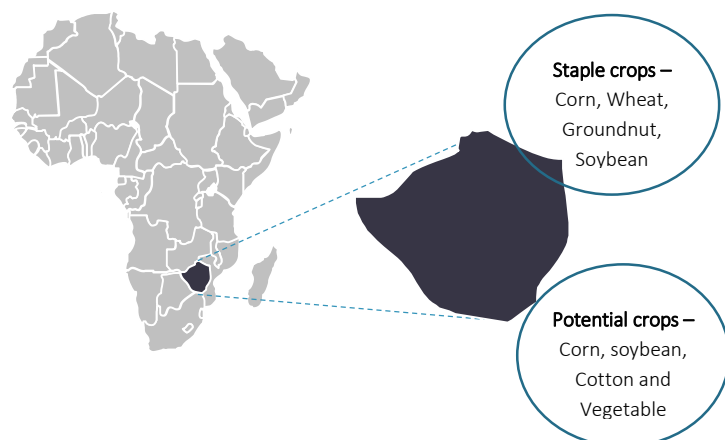 Staple crops –
Corn, Wheat,
Groundnut,
Soybean
Potential crops –
Corn, soybean,
Cotton and
Vegetable